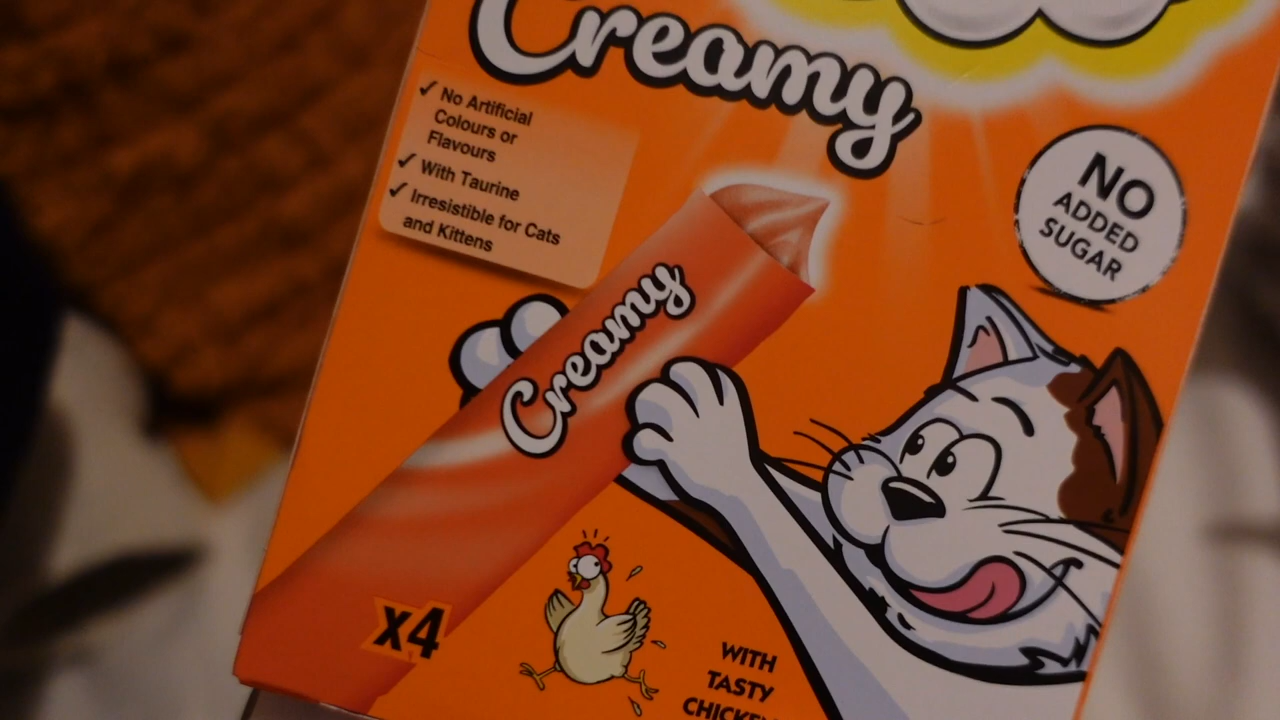 Creamy
✓ No Artificial
Colours or
Flavours
✓ With Taurine
✓ Irresistible for Cats
and Kittens
NO
ADDED
SUGAR
Creamy
x4
WITH
TASTY
CHICKEN